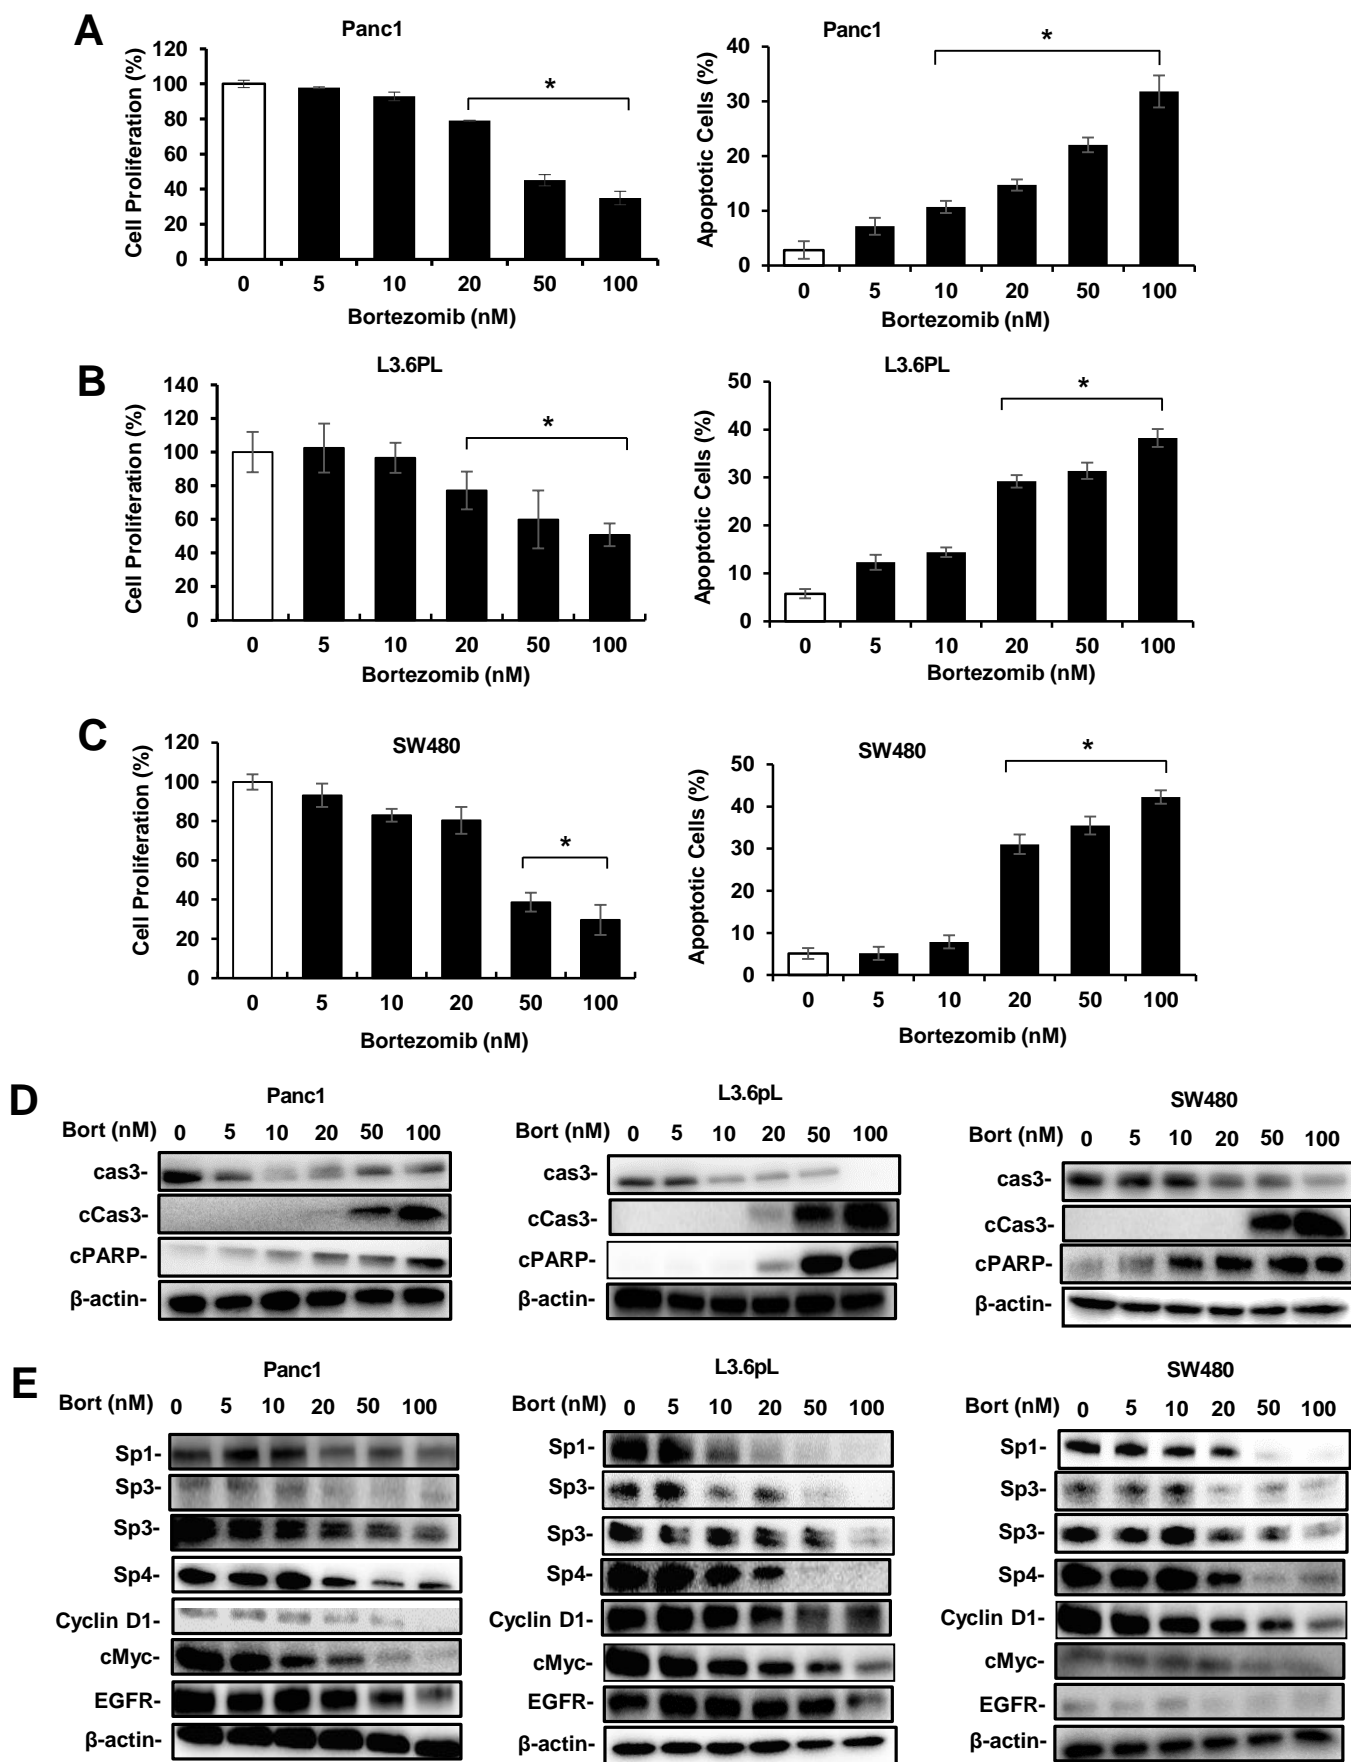 A
Panc1
120
100
80
60
40
20
0
Cell Proliferation (%)
*
0 5 10 20 50 100
Bortezomib (nM)
Panc1
40
30
20
10
0
Apoptotic Cells (%)
*
0 5 10 20 50 100
Bortezomib (nM)
B
L3.6PL
140
120
100
80
60
40
20
0
Cell Proliferation (%)
*
0 5 10 20 50 100
Bortezomib (nM)
L3.6PL
50
40
30
20
10
0
Apoptotic Cells (%)
*
0 5 10 20 50 100
Bortezomib (nM)
C
SW480
120
100
80
60
40
20
0
Cell Proliferation (%)
*
0 5 10 20 50 100
Bortezomib (nM)
SW480
50
40
30
20
10
0
Apoptotic Cells (%)
*
0 5 10 20 50 100
Bortezomib (nM)
D
Panc1
Bort (nM) 0 5 10 20 50 100
cas3-
cCas3-
cPARP-
β-actin-
L3.6pL
Bort (nM) 0 5 10 20 50 100
cas3-
cCas3-
cPARP-
β-actin-
SW480
Bort (nM) 0 5 10 20 50 100
cas3-
cCas3-
cPARP-
β-actin-
E
Panc1
Bort (nM) 0 5 10 20 50 100
Sp1-
Sp3-
Sp3-
Sp4-
Cyclin D1-
cMyc-
EGFR-
β-actin-
L3.6pL
Bort (nM) 0 5 10 20 50 100
Sp1-
Sp3-
Sp3-
Sp4-
Cyclin D1-
cMyc-
EGFR-
β-actin-
SW480
Bort (nM) 0 5 10 20 50 100
Sp1-
Sp3-
Sp3-
Sp4-
Cyclin D1-
cMyc-
EGFR-
β-actin-